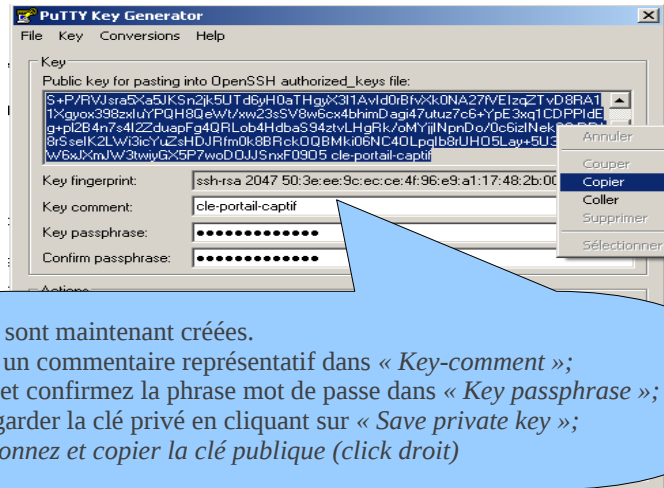 PuTTY Key Generator
File Key Conversions Help
Key
Public key for pasting into OpenSSH authorized_keys file:
1Xgyox398zxluYPQH8QeWt/xw23sSV8w6cx4bhimDagi47utuz7c6+YpE3xq1CDPPIdE
W6xJXmJW3twjyGX5P7woDOJJSnxF09O5 cle-portail-captif
Annuler
Couper
Copier
Coller
Supprimer
Sélectionner
Key fingerprint: ssh-rsa 2047 50:3e:ee:9c:ec:ce:4f:96:e9:a1:17:48:2b:00
Key comment: cle-portail-captif
Key passphrase: •••••••••••••
Confirm passphrase: •••••••••••••
Actions
sont maintenant créées.
un commentaire représentatif dans « Key-comment »;
et confirmez la phrase mot de passe dans « Key passphrase »;
garder la clé privé en cliquant sur « Save private key »;
onnez et copier la clé publique (click droit)